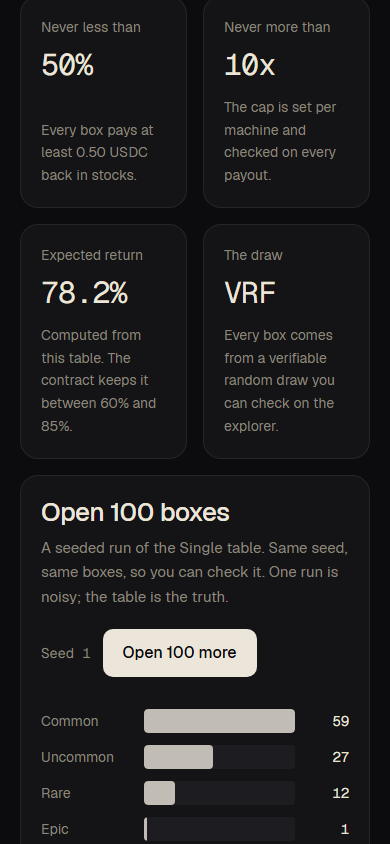 Never less than
50%
Every box pays at
least 0.50 USDC
back in stocks.
Never more than
10x
The cap is set per
machine and
checked on every
payout.
Expected return
78.2%
Computed from
this table. The
contract keeps it
between 60% and
85%.
The draw
VRF
Every box comes
from a verifiable
random draw you
can check on the
explorer.
Open 100 boxes
A seeded run of the Single table. Same seed,
same boxes, so you can check it. One run is
noisy; the table is the truth.
Seed 1
Open 100 more
Common 59
Uncommon 27
Rare 12
Epic 1